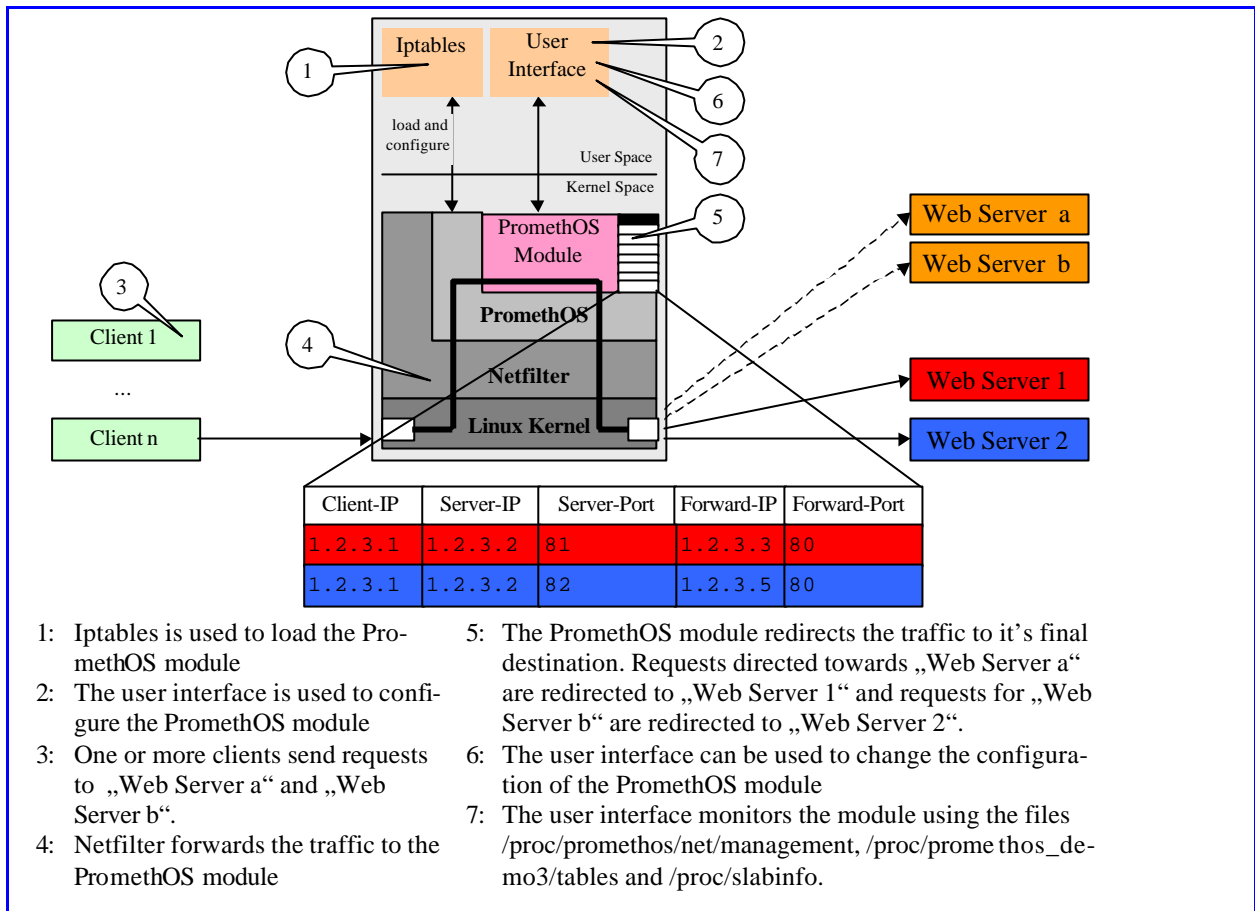 Iptables
User
Interface
1
2
6
7
load and
configure
User Space
Kernel Space
PromethOS
Module
5
Web Server a
Web Server b
3
Client 1
...
Client n
4
PromethOS
Netfilter
Linux Kernel
Web Server 1
Web Server 2
Client-IP Server-IP Server-Port Forward-IP Forward-Port
1.2.3.1 1.2.3.2 81 1.2.3.3 80
1.2.3.1 1.2.3.2 82 1.2.3.5 80
1: Iptables is used to load the Pro-
methOS module
2: The user interface is used to confi-
gure the PromethOS module
3: One or more clients send requests
to „Web Server a“ and „Web
Server b“.
4: Netfilter forwards the traffic to the
PromethOS module
5: The PromethOS module redirects the traffic to it's final
destination. Requests directed towards „Web Server a“
are redirected to „Web Server 1“ and requests for „Web
Server b“ are redirected to „Web Server 2“.
6: The user interface can be used to change the configura-
tion of the PromethOS module
7: The user interface monitors the module using the files
/proc/promethos/net/management, /proc/promethos_de-
mo3/tables and /proc/slabinfo.